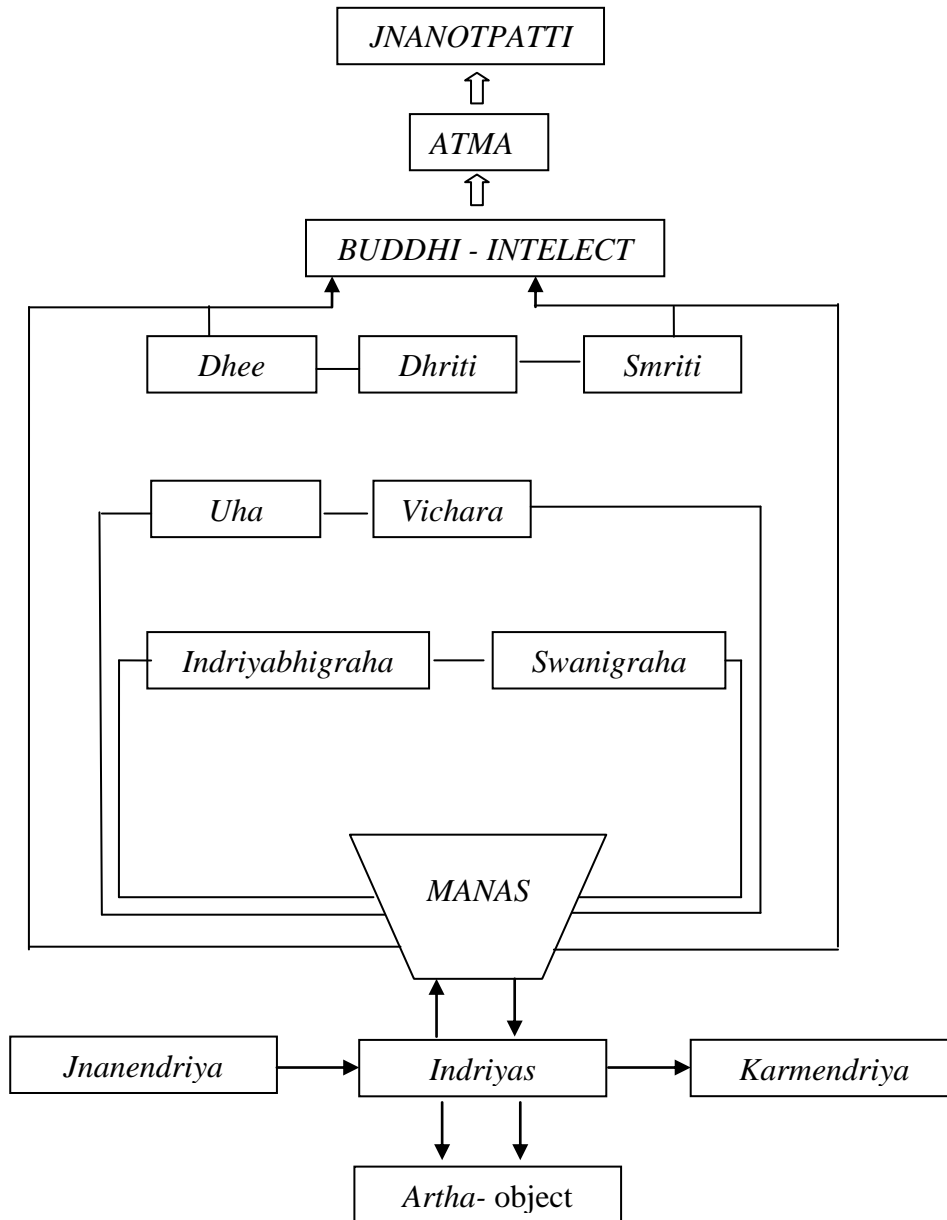 JNANOTPATTI
ATMA
BUDDHI - INTELECT
Dhee
Dhriti
Smriti
Uha
Vichara
Indriyabhigraha
Swanigraha
MANAS
Jnanendriya
Indriyas
Karmendriya
Artha- object